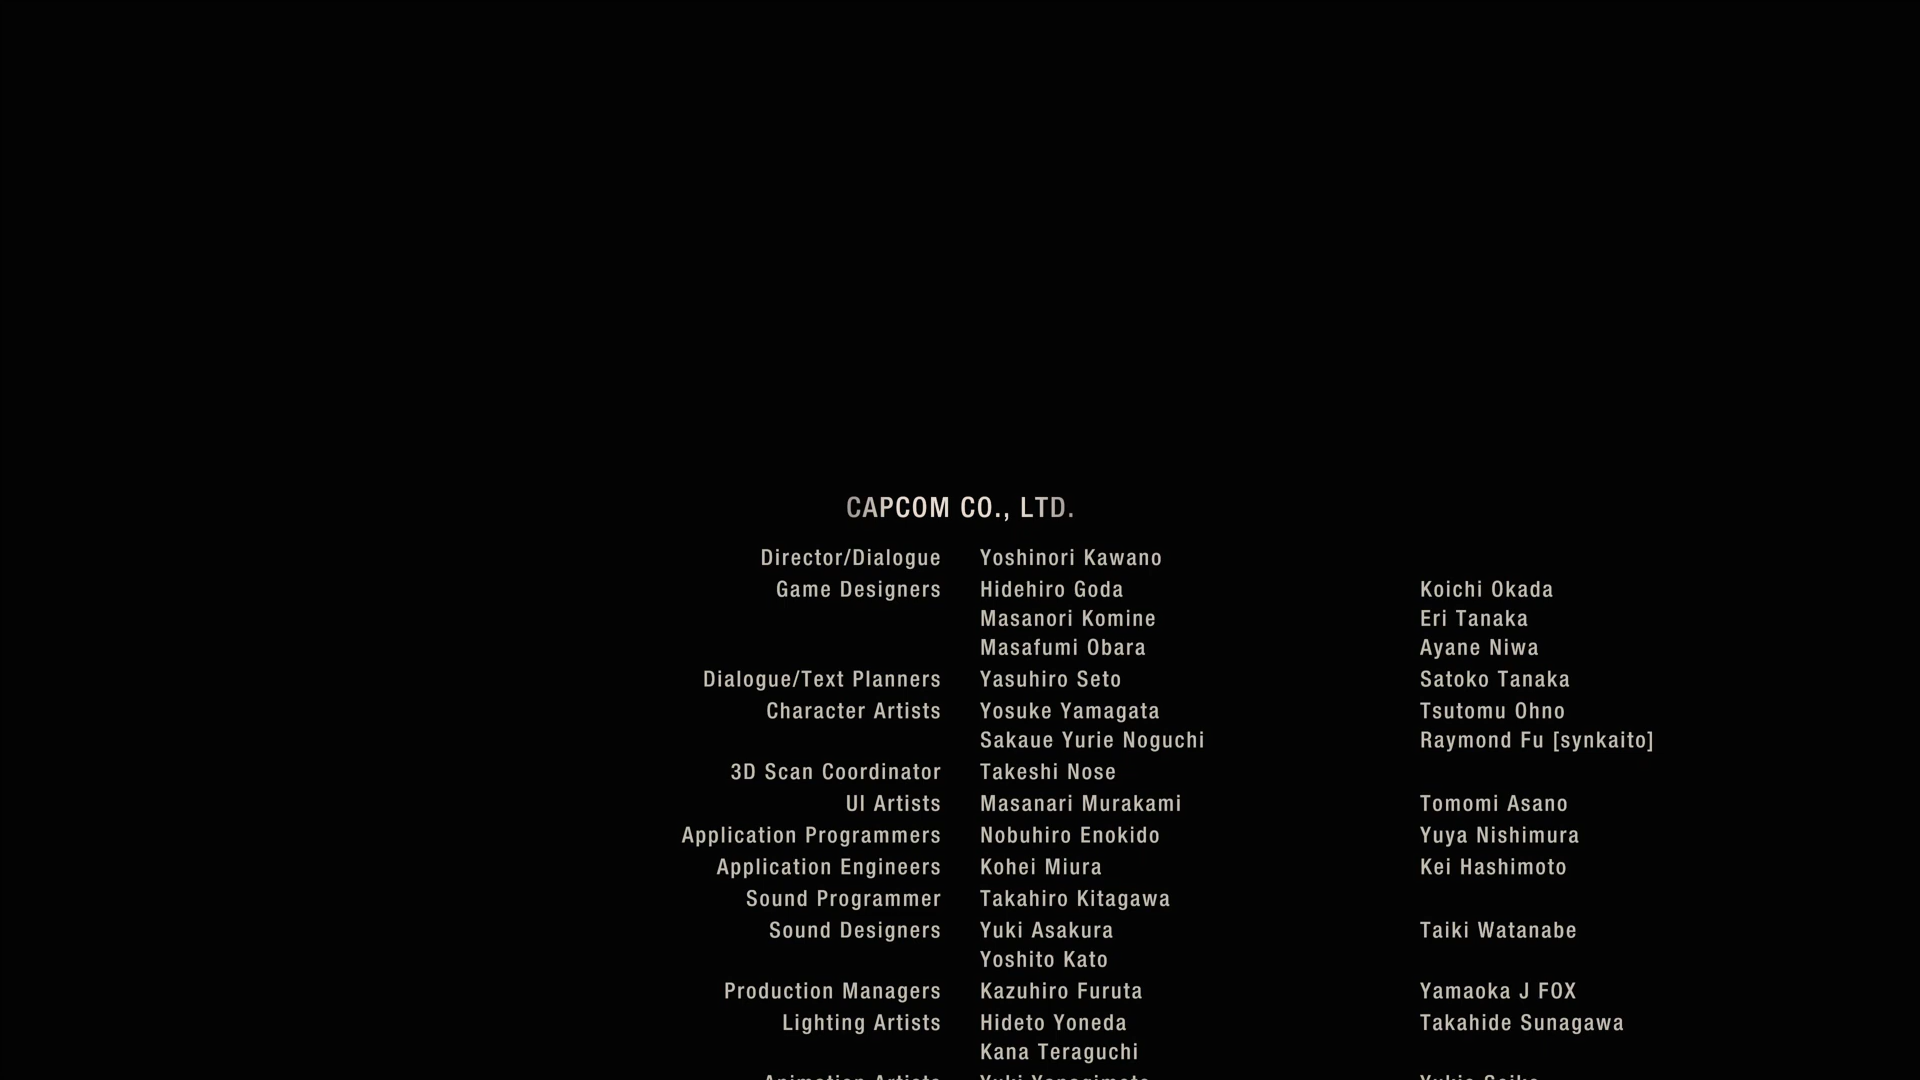 CAPCOM CO., LTD.
Director/Dialogue Yoshinori Kawano
Game Designers Hidehiro Goda Koichi Okada
Masanori Komine Eri Tanaka
Masafumi Obara Ayane Niwa
Dialogue/Text Planners Yasuhiro Seto Satoko Tanaka
Character Artists Yosuke Yamagata Tsutomu Ohno
Sakaue Yurie Noguchi Raymond Fu [synkaito]
3D Scan Coordinator Takeshi Nose
UI Artists Masanari Murakami Tomomi Asano
Application Programmers Nobuhiro Enokido Yuya Nishimura
Application Engineers Kohei Miura Kei Hashimoto
Sound Programmer Takahiro Kitagawa
Sound Designers Yuki Asakura Taiki Watanabe
Yoshito Kato
Production Managers Kazuhiro Furuta Yamaoka J FOX
Lighting Artists Hideto Yoneda Takahide Sunagawa
Kana Teraguchi